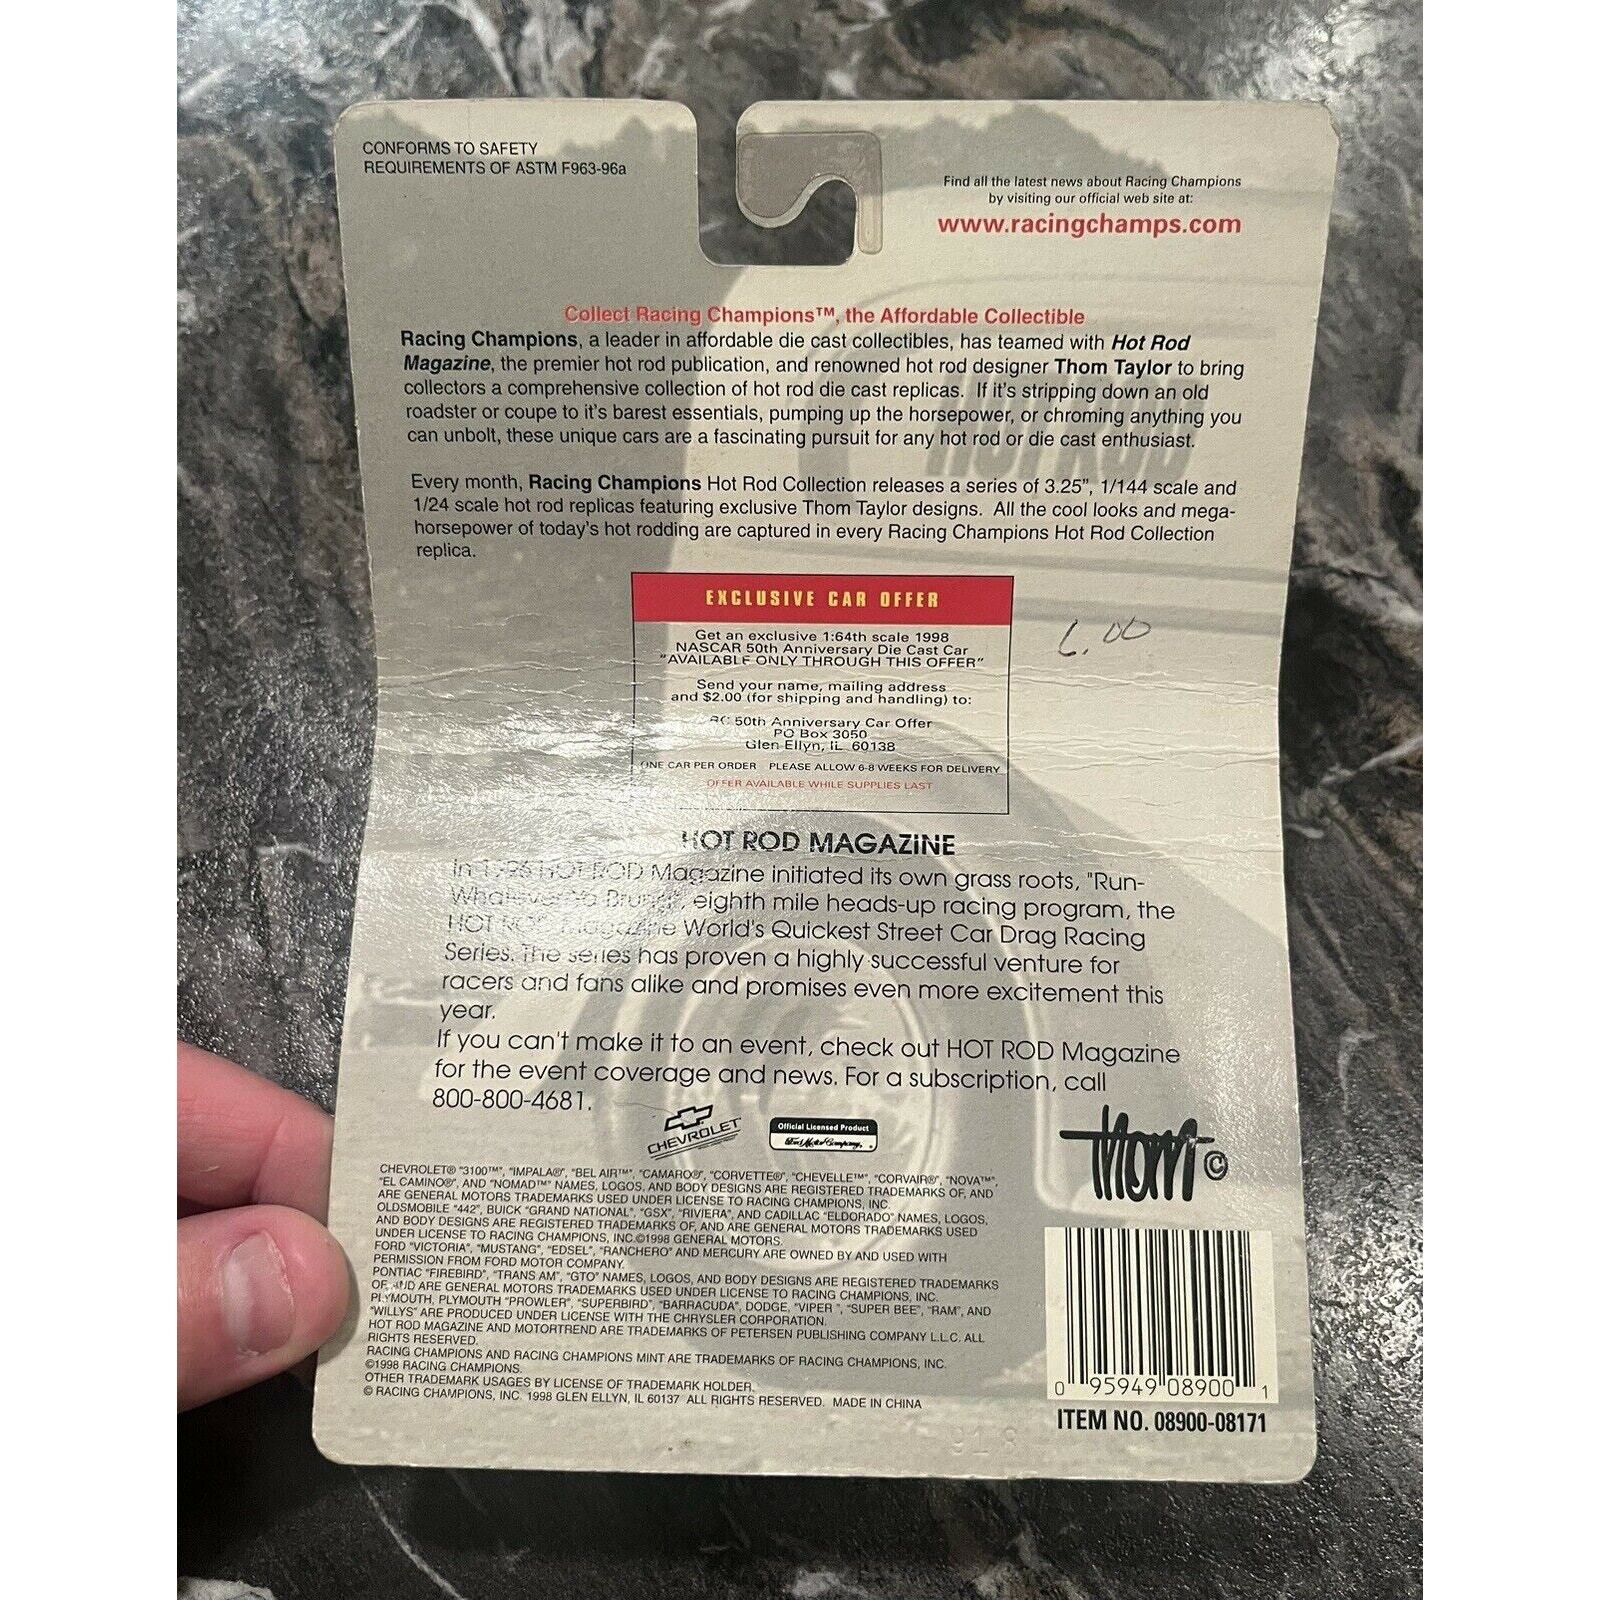 CONFORMS TO SAFETY
REQUIREMENTS OF ASTM F963-96a
Find all the latest news about Racing Champions
by visiting our official web site at:
www.racingchamps.com
Collect Racing Champions™, the Affordable Collectible
Racing Champions, a leader in affordable die cast collectibles, has teamed with Hot Rod
Magazine, the premier hot rod publication, and renowned hot rod designer Thom Taylor to bring
collectors a comprehensive collection of hot rod die cast replicas. If it's stripping down an old
roadster or coupe to it's barest essentials, pumping up the horsepower, or chroming anything you
can unbolt, these unique cars are a fascinating pursuit for any hot rod or die cast enthusiast.
Every month, Racing Champions Hot Rod Collection releases a series of 3.25", 1/144 scale and
1/24 scale hot rod replicas featuring exclusive Thom Taylor designs. All the cool looks and mega-
horsepower of today's hot rodding are captured in every Racing Champions Hot Rod Collection
replica.
EXCLUSIVE CAR OFFER
Get an exclusive 1:64th scale 1998
NASCAR 50th Anniversary Die Cast Car
"AVAILABLE ONLY THROUGH THIS OFFER"
Send your name, mailing address
and $2.00 (for shipping and handling) to:
RC 50th Anniversary Car Offer
PO Box 3050
Glen Ellyn, IL 60138
ONE CAR PER ORDER PLEASE ALLOW 6-8 WEEKS FOR DELIVERY
OFFER AVAILABLE WHILE SUPPLIES LAST
6.00
HOT ROD MAGAZINE
In 1996 HOT ROD Magazine initiated its own grass roots, "Run-
Whatever-Ya-Brung", eighth mile heads-up racing program, the
HOT ROD Magazine World's Quickest Street Car Drag Racing
Series. The series has proven a highly successful venture for
racers and fans alike and promises even more excitement this
year.
If you can't make it to an event, check out HOT ROD Magazine
for the event coverage and news. For a subscription, call
800-800-4681.
CHEVROLET
Official Licensed Product
Ford Motor Company
Thom ©
CHEVROLET® "3100™", "IMPALA®", "BEL AIR™", "CAMARO®", "CORVETTE®", "CHEVELLE™", "CORVAIR®", "NOVA™",
"EL CAMINO®", AND "NOMAD™" NAMES, LOGOS, AND BODY DESIGNS ARE REGISTERED TRADEMARKS OF, AND
ARE GENERAL MOTORS TRADEMARKS USED UNDER LICENSE TO RACING CHAMPIONS, INC.
OLDSMOBILE "442", BUICK "GRAND NATIONAL", "GSX", "RIVIERA", AND CADILLAC "ELDORADO" NAMES, LOGOS,
AND BODY DESIGNS ARE REGISTERED TRADEMARKS OF, AND ARE GENERAL MOTORS TRADEMARKS USED
UNDER LICENSE TO RACING CHAMPIONS, INC.©1998 GENERAL MOTORS.
FORD "VICTORIA", "MUSTANG", "EDSEL", "RANCHERO" AND MERCURY ARE OWNED BY AND USED WITH
PERMISSION FROM FORD MOTOR COMPANY.
PONTIAC "FIREBIRD", "TRANS AM", "GTO" NAMES, LOGOS, AND BODY DESIGNS ARE REGISTERED TRADEMARKS
OF, AND ARE GENERAL MOTORS TRADEMARKS USED UNDER LICENSE TO RACING CHAMPIONS, INC.
PLYMOUTH, PLYMOUTH "PROWLER", "SUPERBIRD", "BARRACUDA", DODGE, "VIPER", "SUPER BEE", "RAM", AND
"WILLYS" ARE PRODUCED UNDER LICENSE WITH THE CHRYSLER CORPORATION.
HOT ROD MAGAZINE AND MOTORTREND ARE TRADEMARKS OF PETERSEN PUBLISHING COMPANY L.L.C. ALL
RIGHTS RESERVED.
RACING CHAMPIONS AND RACING CHAMPIONS MINT ARE TRADEMARKS OF RACING CHAMPIONS, INC.
©1998 RACING CHAMPIONS.
OTHER TRADEMARK USAGES BY LICENSE OF TRADEMARK HOLDER.
© RACING CHAMPIONS, INC. 1998 GLEN ELLYN, IL 60137 ALL RIGHTS RESERVED. MADE IN CHINA
0 95949 08900 1
ITEM NO. 08900-08171
HOT ROD